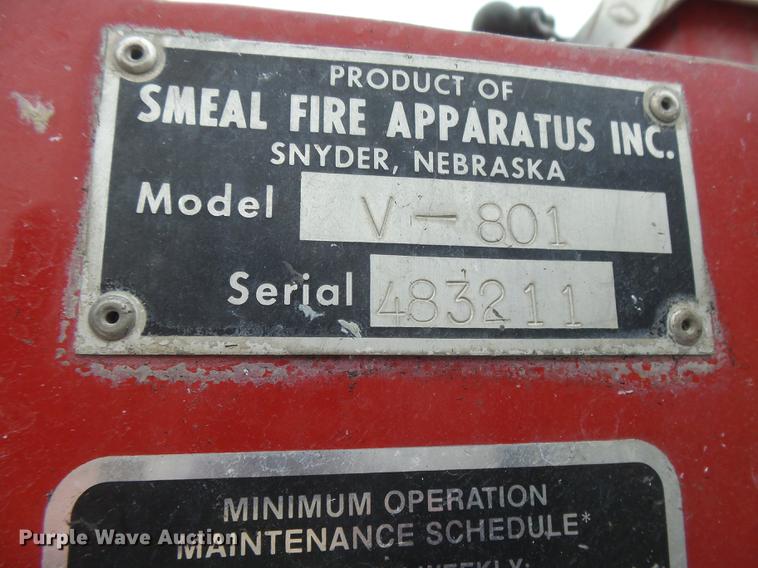 PRODUCT OF
SMEAL FIRE APPARATUS INC.
SNYDER, NEBRASKA
Model V-801
Serial 483211
MINIMUM OPERATION
MAINTENANCE SCHEDULE*
WEEKLY:
Purple Wave Auction